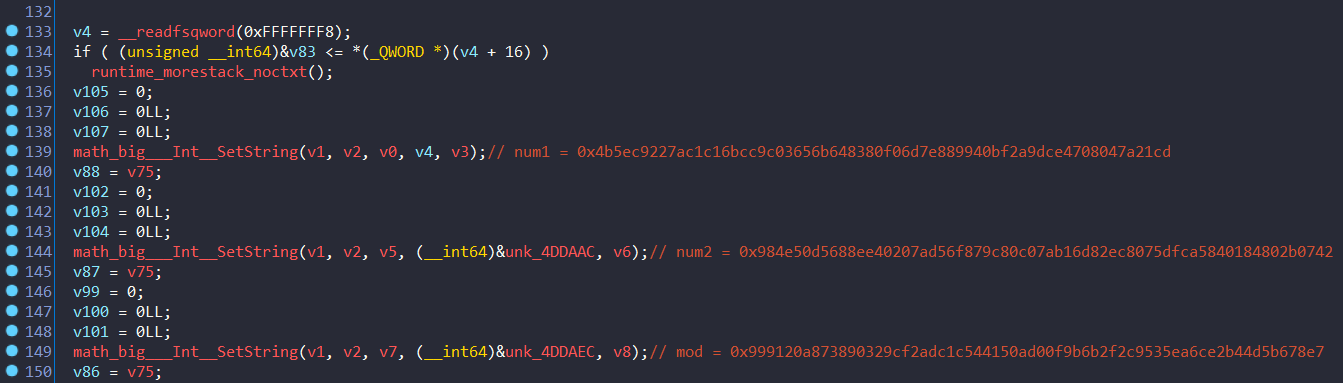 132
133 v4 = __readfsqword(0xFFFFFFF8);
134 if ( (unsigned __int64)&v83 <= *(_QWORD *)(v4 + 16) )
135 runtime_morestack_noctxt();
136 v105 = 0;
137 v106 = 0LL;
138 v107 = 0LL;
139 math_big___Int__SetString(v1, v2, v0, v4, v3);// num1 = 0x4b5ec9227ac1c16bcc9c03656b648380f06d7e889940bf2a9dce4708047a21cd
140 v88 = v75;
141 v102 = 0;
142 v103 = 0LL;
143 v104 = 0LL;
144 math_big___Int__SetString(v1, v2, v5, (__int64)&unk_4DDAAC, v6);// num2 = 0x984e50d5688ee40207ad56f879c80c07ab16d82ec8075dfca5840184802b0742
145 v87 = v75;
146 v99 = 0;
147 v100 = 0LL;
148 v101 = 0LL;
149 math_big___Int__SetString(v1, v2, v7, (__int64)&unk_4DDAEC, v8);// mod = 0x999120a873890329cf2adc1c544150ad00f9b6b2f2c9535ea6ce2b44d5b678e7
150 v86 = v75;